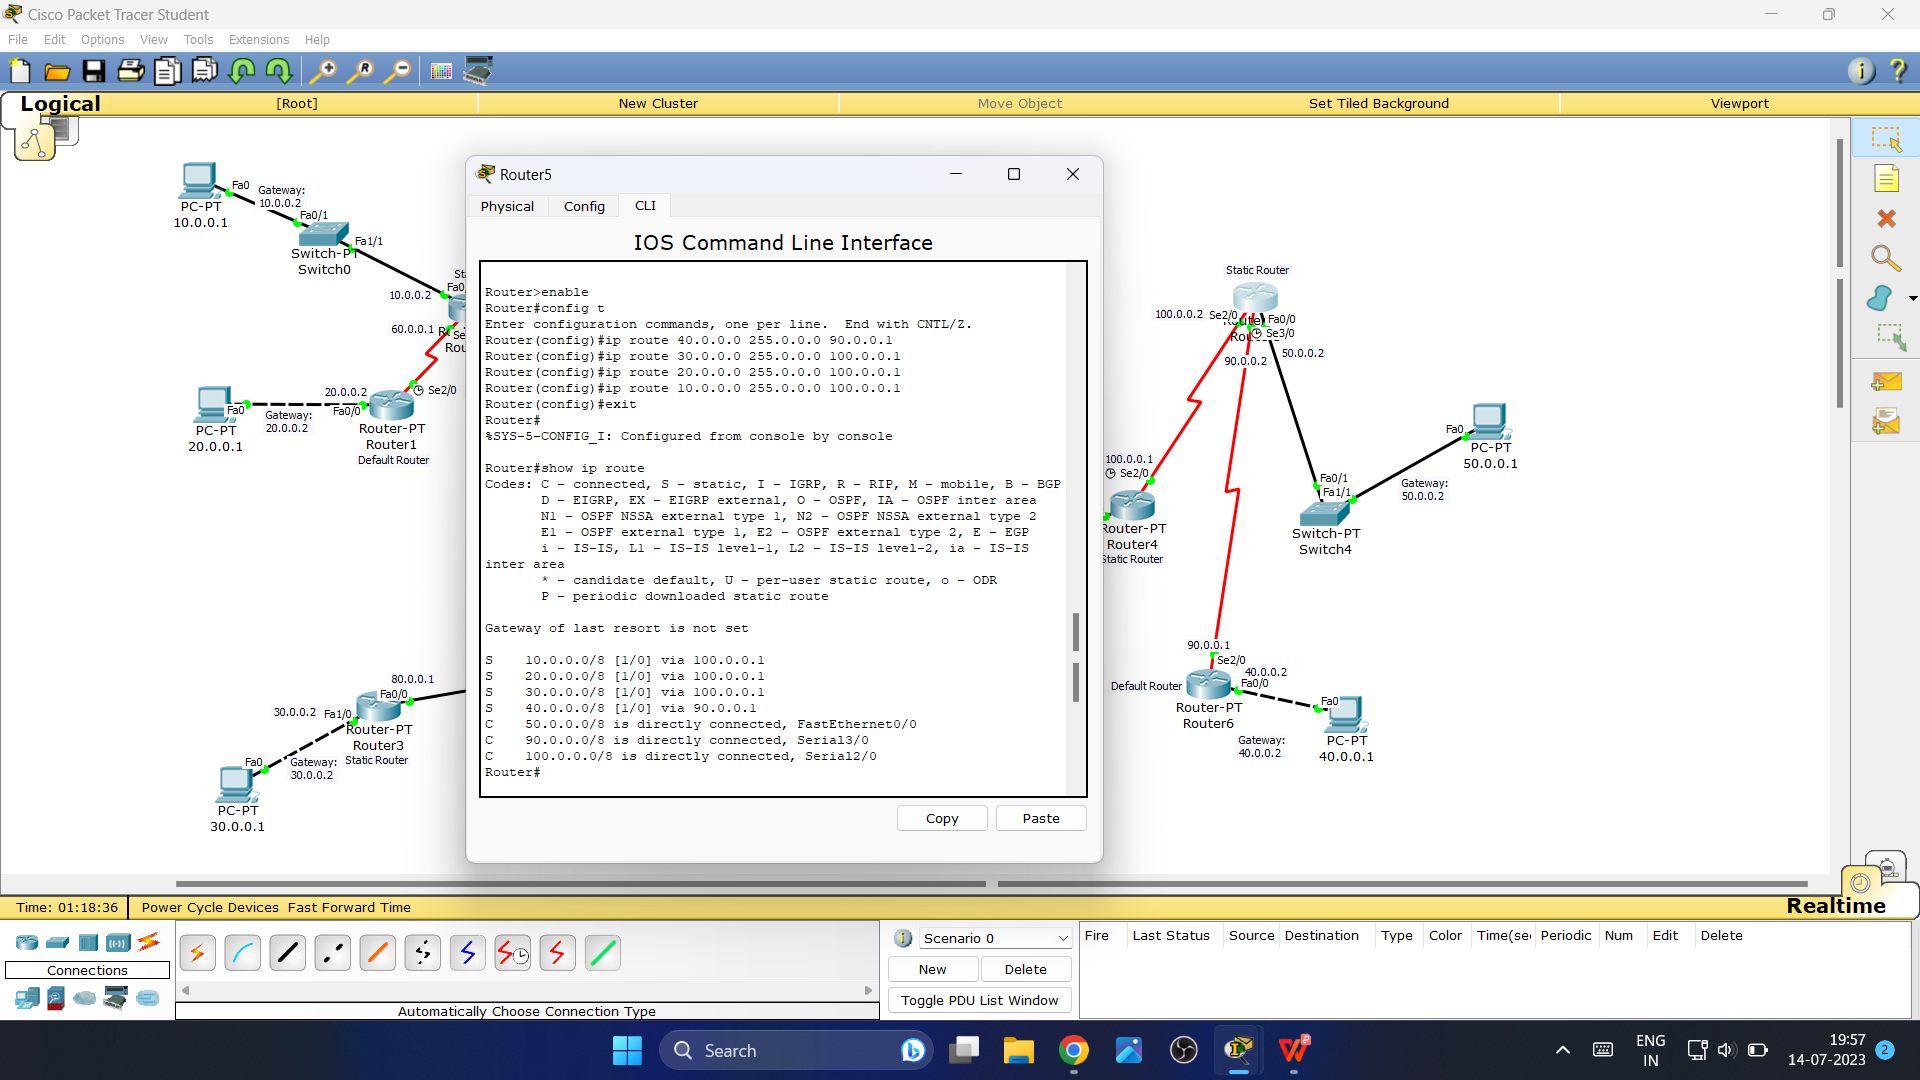 Cisco Packet Tracer Student
File Edit Options View Tools Extensions Help
Logical [Root] New Cluster Move Object Set Tiled Background Viewport
Fa0
Gateway:
10.0.0.2
PC-PT
10.0.0.1
Fa0/1
Fa1/1
Switch-PT
Switch0
10.0.0.2
60.0.0.1
20.0.0.2
Se2/0
Fa0
Gateway:
20.0.0.2
Fa0/0
PC-PT
20.0.0.1
Router-PT
Router1
Default Router
80.0.0.1
Fa0/0
30.0.0.2 Fa1/0
Router-PT
Router3
Static Router
Fa0
Gateway:
30.0.0.2
PC-PT
30.0.0.1
Router5
Physical Config CLI
IOS Command Line Interface
Router>enable
Router#config t
Enter configuration commands, one per line.  End with CNTL/Z.
Router(config)#ip route 40.0.0.0 255.0.0.0 90.0.0.1
Router(config)#ip route 30.0.0.0 255.0.0.0 100.0.0.1
Router(config)#ip route 20.0.0.0 255.0.0.0 100.0.0.1
Router(config)#ip route 10.0.0.0 255.0.0.0 100.0.0.1
Router(config)#exit
Router#
%SYS-5-CONFIG_I: Configured from console by console
Router#show ip route
Codes: C - connected, S - static, I - IGRP, R - RIP, M - mobile, B - BGP
D - EIGRP, EX - EIGRP external, O - OSPF, IA - OSPF inter area
N1 - OSPF NSSA external type 1, N2 - OSPF NSSA external type 2
E1 - OSPF external type 1, E2 - OSPF external type 2, E - EGP
i - IS-IS, L1 - IS-IS level-1, L2 - IS-IS level-2, ia - IS-IS
inter area
* - candidate default, U - per-user static route, o - ODR
P - periodic downloaded static route
Gateway of last resort is not set
S    10.0.0.0/8 [1/0] via 100.0.0.1
S    20.0.0.0/8 [1/0] via 100.0.0.1
S    30.0.0.0/8 [1/0] via 100.0.0.1
S    40.0.0.0/8 [1/0] via 90.0.0.1
C    50.0.0.0/8 is directly connected, FastEthernet0/0
C    90.0.0.0/8 is directly connected, Serial3/0
C    100.0.0.0/8 is directly connected, Serial2/0
Router#
Copy Paste
Static Router
100.0.0.2 Se2/0
Fa0/0
Se3/0
90.0.0.2
50.0.0.2
100.0.0.1
Se2/0
Router-PT
Router4
Static Router
Fa0
PC-PT
50.0.0.1
Gateway:
50.0.0.2
Fa0/1
Fa1/1
Switch-PT
Switch4
90.0.0.1
Se2/0
40.0.0.2
Fa0/0
Default Router
Router-PT
Router6
Fa0
Gateway:
40.0.0.2
PC-PT
40.0.0.1
Time: 01:18:36 Power Cycle Devices Fast Forward Time
Realtime
Connections
Automatically Choose Connection Type
Scenario 0
New Delete
Toggle PDU List Window
Fire Last Status Source Destination Type Color Time(sec Periodic Num Edit Delete
Search
ENG
IN
19:57
14-07-2023
2